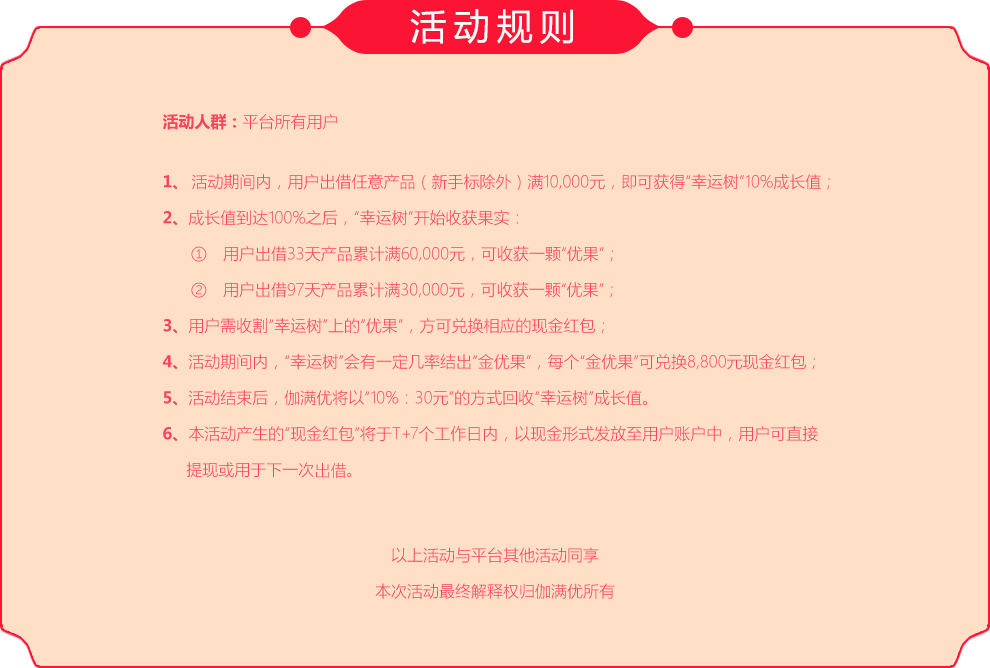 活动规则
活动人群：平台所有用户
1、 活动期间内，用户出借任意产品（新手标除外）满10,000元，即可获得“幸运树”10%成长值；
2、成长值到达100%之后，“幸运树”开始收获果实：
① 用户出借33天产品累计满60,000元，可收获一颗“优果”；
② 用户出借97天产品累计满30,000元，可收获一颗“优果”；
3、用户需收割“幸运树”上的“优果”，方可兑换相应的现金红包；
4、活动期间内，“幸运树”会有一定几率结出“金优果”，每个“金优果”可兑换8,800元现金红包；
5、活动结束后，伽满优将以“10%：30元”的方式回收“幸运树”成长值。
6、本活动产生的“现金红包”将于T+7个工作日内，以现金形式发放至用户账户中，用户可直接
提现或用于下一次出借。
以上活动与平台其他活动同享
本次活动最终解释权归伽满优所有